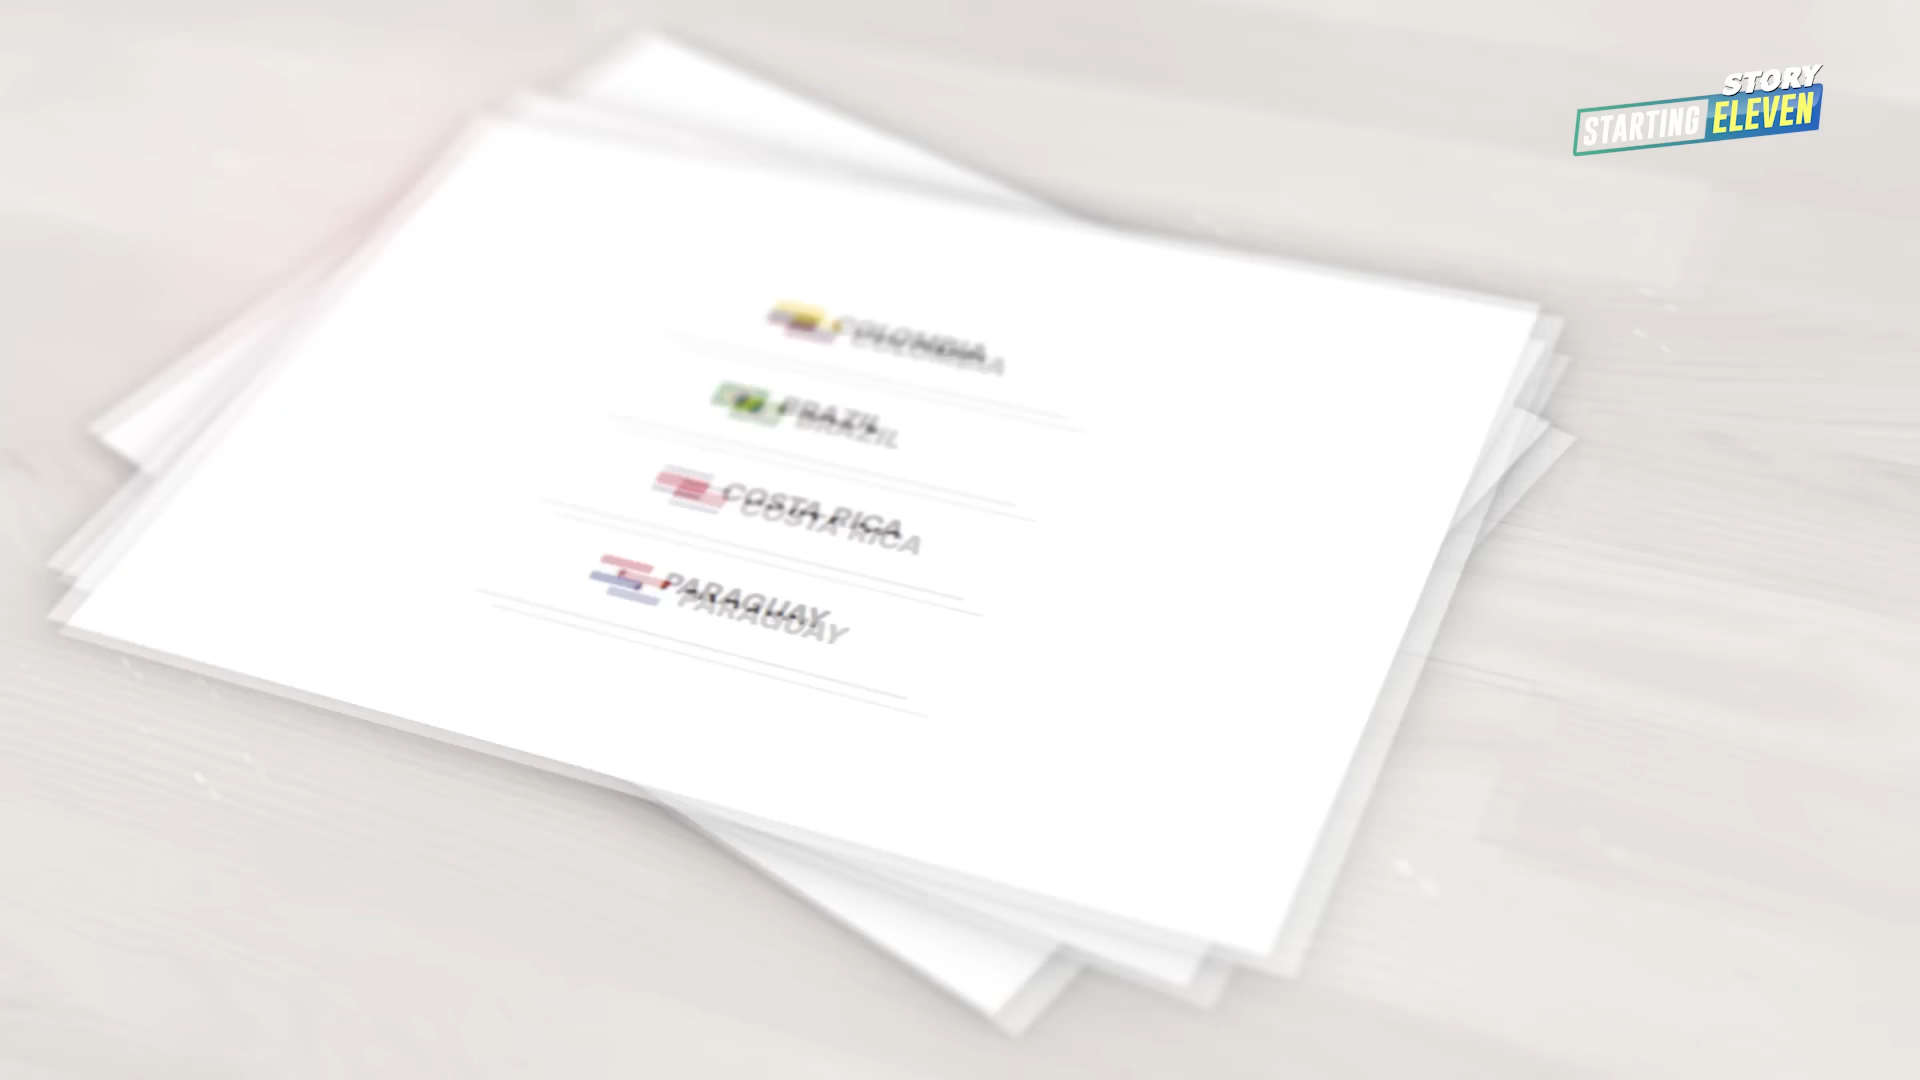 STORY
STARTING ELEVEN
COLOMBIA
BRAZIL
COSTA RICA
PARAGUAY